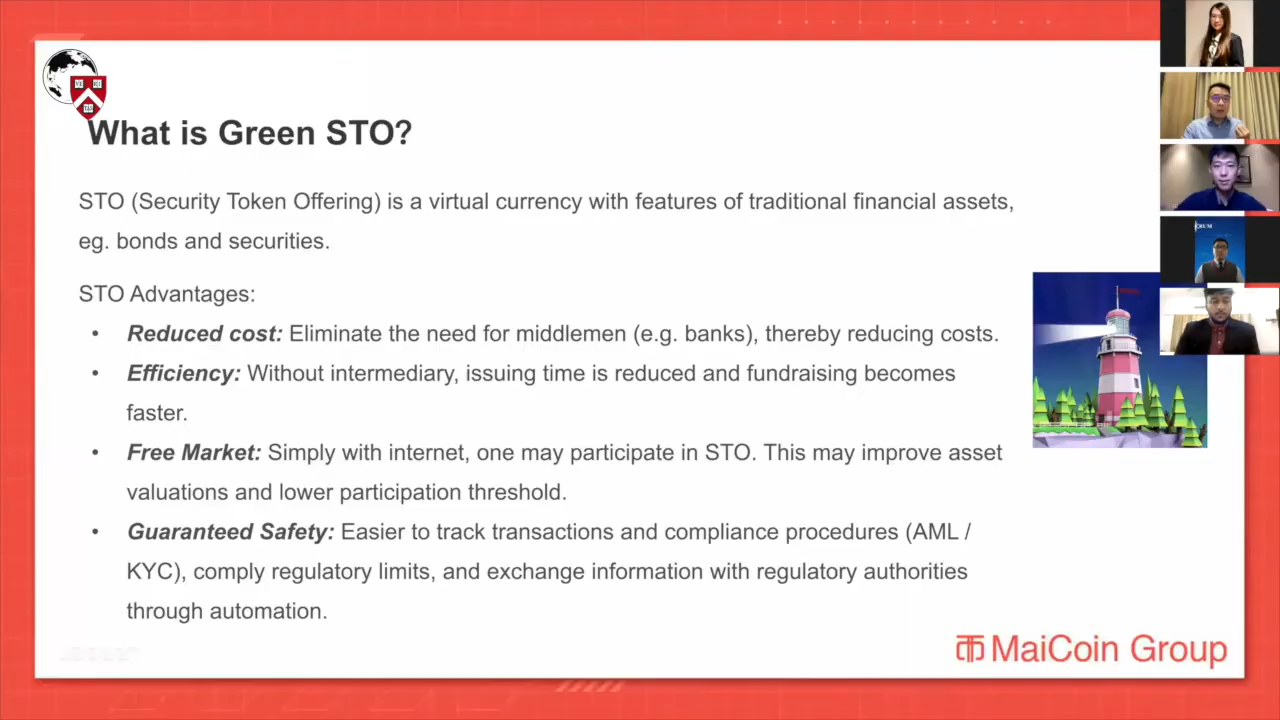 What is Green STO?
STO (Security Token Offering) is a virtual currency with features of traditional financial assets,
eg. bonds and securities.
STO Advantages:
• Reduced cost: Eliminate the need for middlemen (e.g. banks), thereby reducing costs.
• Efficiency: Without intermediary, issuing time is reduced and fundraising becomes
faster.
• Free Market: Simply with internet, one may participate in STO. This may improve asset
valuations and lower participation threshold.
• Guaranteed Safety: Easier to track transactions and compliance procedures (AML /
KYC), comply regulatory limits, and exchange information with regulatory authorities
through automation.
MaiCoin Group